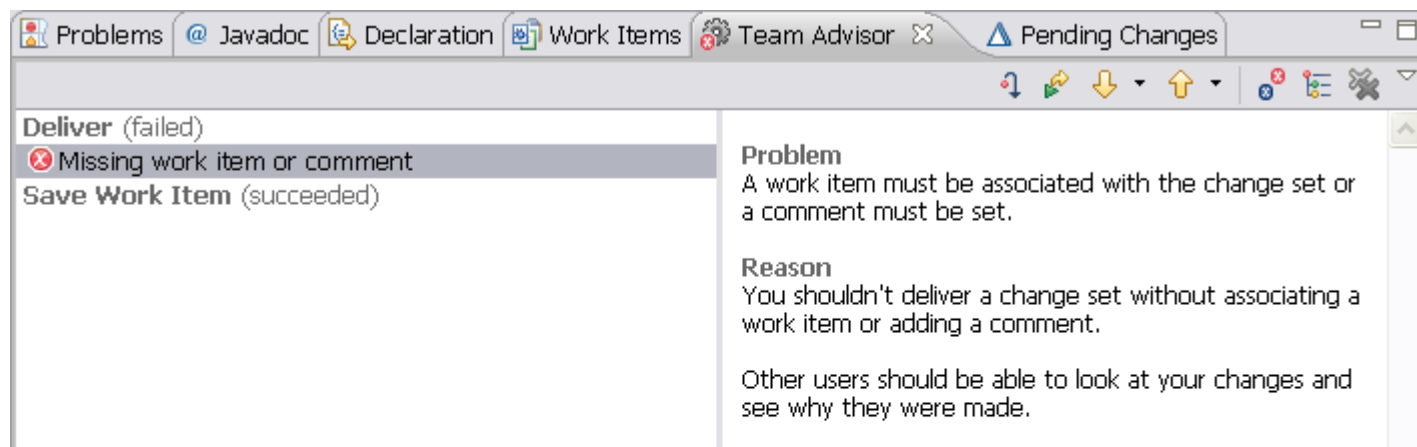 Problems @ Javadoc Declaration Work Items Team Advisor Pending Changes
Deliver (failed)
Missing work item or comment
Save Work Item (succeeded)
Problem
A work item must be associated with the change set or
a comment must be set.
Reason
You shouldn't deliver a change set without associating a
work item or adding a comment.
Other users should be able to look at your changes and
see why they were made.